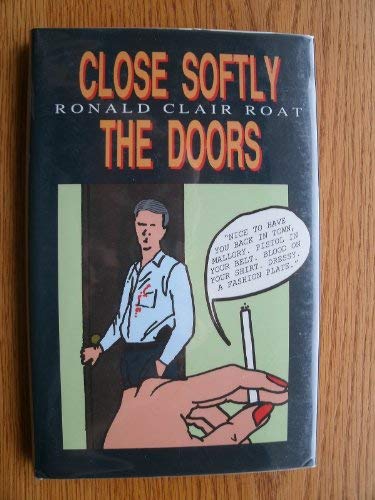 CLOSE SOFTLY
RONALD CLAIR ROAT
THE DOORS
"NICE TO HAVE
YOU BACK IN TOWN,
MALLORY. PISTOL IN
YOUR BELT. BLOOD ON
YOUR SHIRT. DRESSY.
A FASHION PLATE."